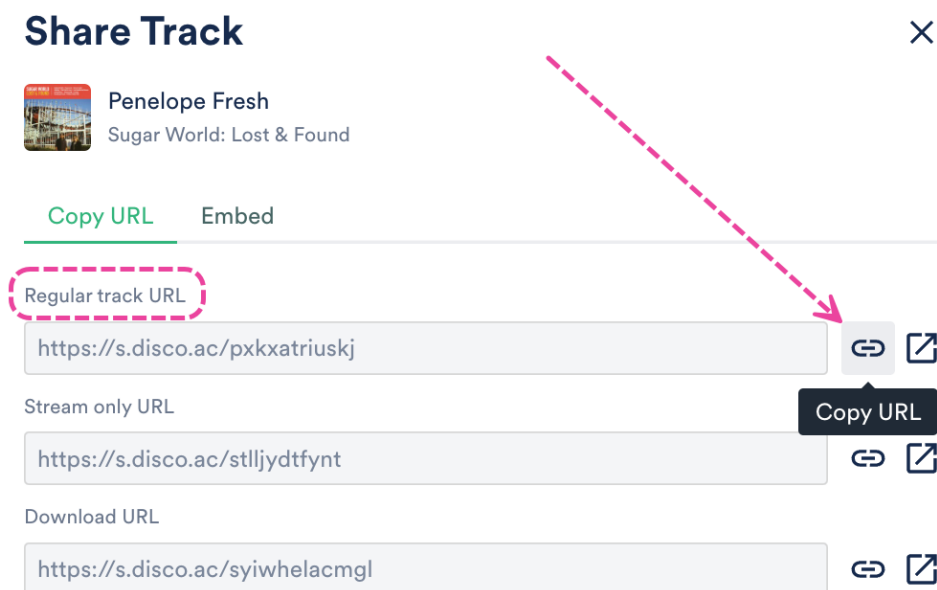 Share Track
Penelope Fresh
Sugar World: Lost & Found
Copy URL
Embed
Regular track URL
https://s.disco.ac/pxkxatriuskj
Copy URL
Stream only URL
https://s.disco.ac/stlljydtfynt
Download URL
https://s.disco.ac/syiwhelacmgl